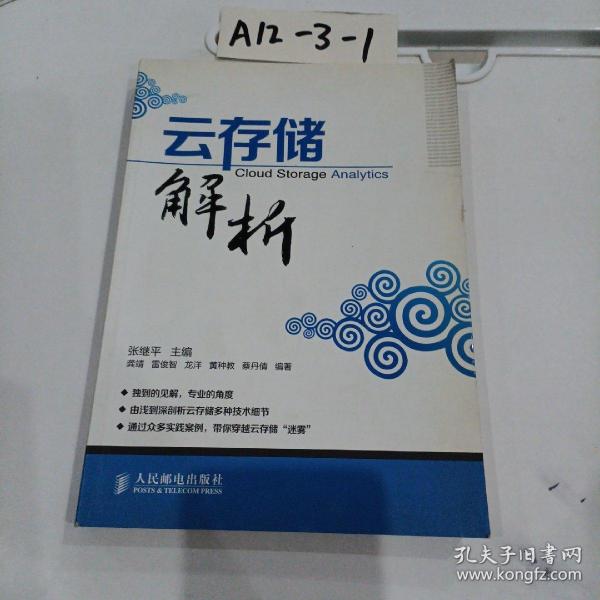 A12-3-1
云存储
Cloud Storage Analytics
解析
张继平 主编
龚靖 雷俊智 龙洋 黄种教 蔡丹倩 编著
◆ 独到的见解，专业的角度
◆ 由浅到深剖析云存储多种技术细节
◆ 通过众多实践案例，带你穿越云存储“迷雾”
人民邮电出版社
POSTS & TELECOM PRESS
孔夫子旧书网
www.kongfz.com